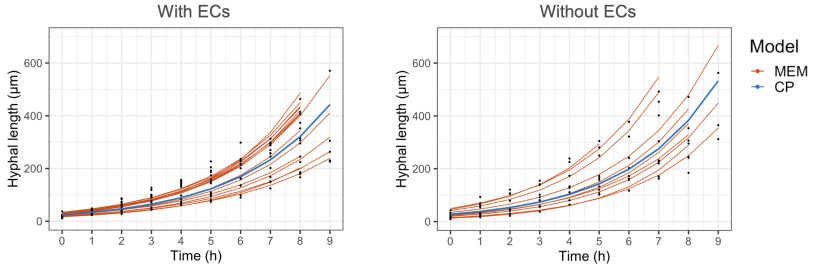 With ECs
Without ECs
Hyphal length (μm)
600
400
200
0
0 1 2 3 4 5 6 7 8 9
Time (h)
Hyphal length (μm)
600
400
200
0
0 1 2 3 4 5 6 7 8 9
Time (h)
Model
MEM
CP